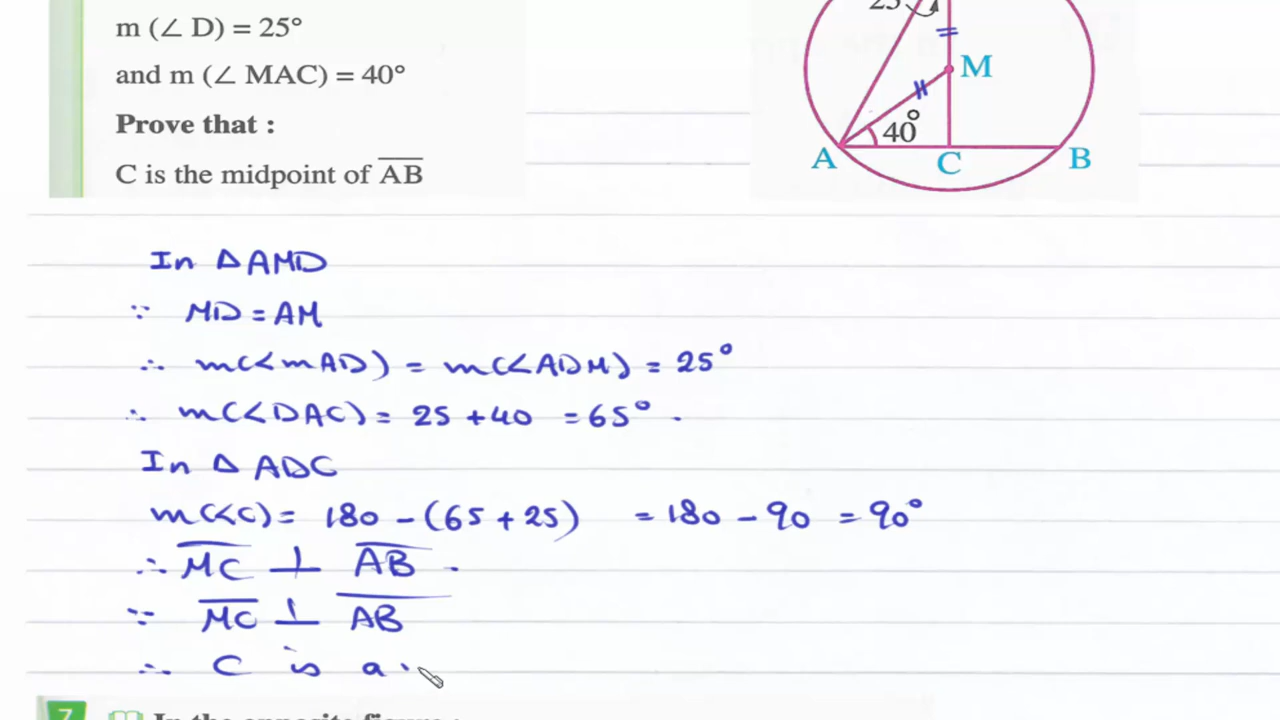 m (∠ D) = 25°
and m (∠ MAC) = 40°
Prove that :
C is the midpoint of AB
25
M
40°
A
C
B
In Δ AMD
∵ MD = AM
∴ m(<mAD) = m(<ADM) = 25°
∴ m(<DAC) = 25 + 40 = 65° .
In Δ ADC
m(<C) = 180 - (65 + 25) = 180 - 90 = 90°
∴ MC ⊥ AB .
∵ MC ⊥ AB
∴ C is a
7 In the opposite figure :